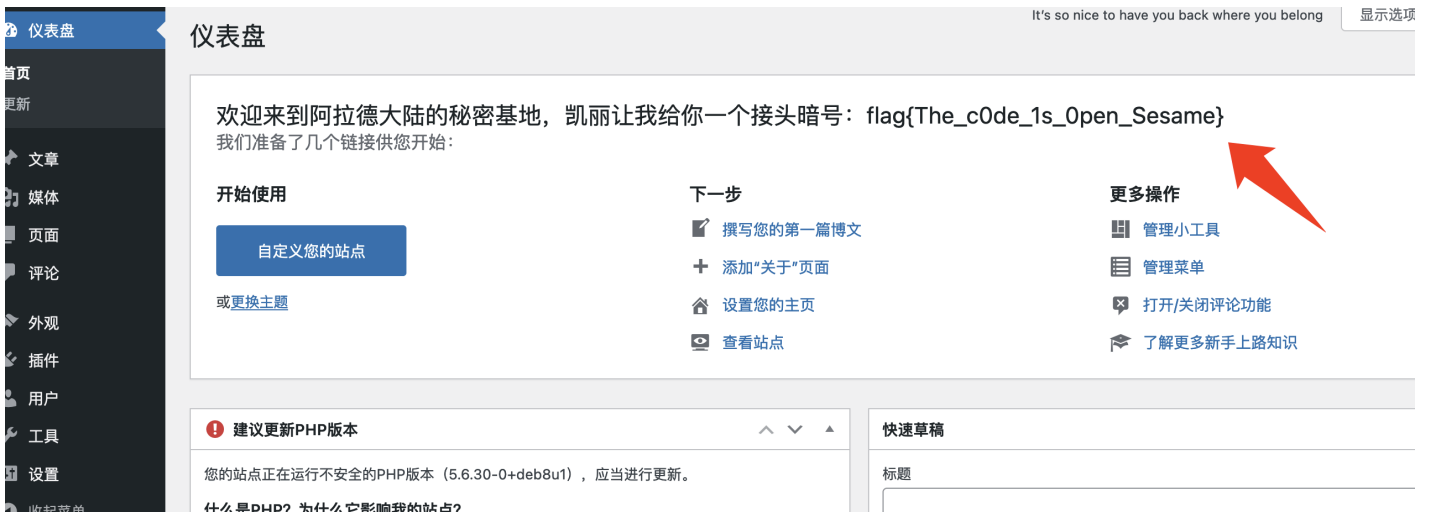 It's so nice to have you back where you belong
显示选项
仪表盘
首页
更新
文章
媒体
页面
评论
外观
插件
用户
工具
设置
收起菜单
仪表盘
欢迎来到阿拉德大陆的秘密基地，凯丽让我给你一个接头暗号：flag{The_c0de_1s_0pen_Sesame}
我们准备了几个链接供您开始：
开始使用
自定义您的站点
或更换主题
下一步
撰写您的第一篇博文
添加“关于”页面
设置您的主页
查看站点
更多操作
管理小工具
管理菜单
打开/关闭评论功能
了解更多新手上路知识
建议更新PHP版本
您的站点正在运行不安全的PHP版本（5.6.30-0+deb8u1），应当进行更新。
什么是PHP？为什么它影响我的站点？
快速草稿
标题